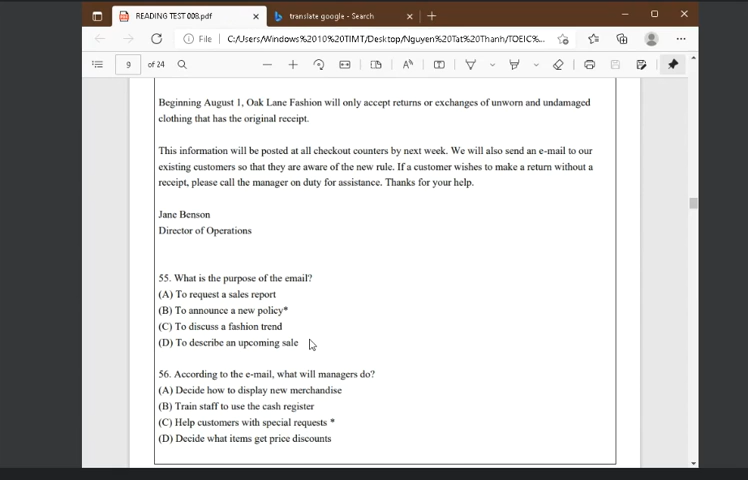 READING TEST 008.pdf
translate google - Search
File
C:/Users/Windows%2010%20TIMT/Desktop/Nguyen%20Tat%20Thanh/TOEIC%...
9 of 24
Beginning August 1, Oak Lane Fashion will only accept returns or exchanges of unworn and undamaged
clothing that has the original receipt.
This information will be posted at all checkout counters by next week. We will also send an e-mail to our
existing customers so that they are aware of the new rule. If a customer wishes to make a return without a
receipt, please call the manager on duty for assistance. Thanks for your help.
Jane Benson
Director of Operations
55. What is the purpose of the email?
(A) To request a sales report
(B) To announce a new policy*
(C) To discuss a fashion trend
(D) To describe an upcoming sale
56. According to the e-mail, what will managers do?
(A) Decide how to display new merchandise
(B) Train staff to use the cash register
(C) Help customers with special requests *
(D) Decide what items get price discounts